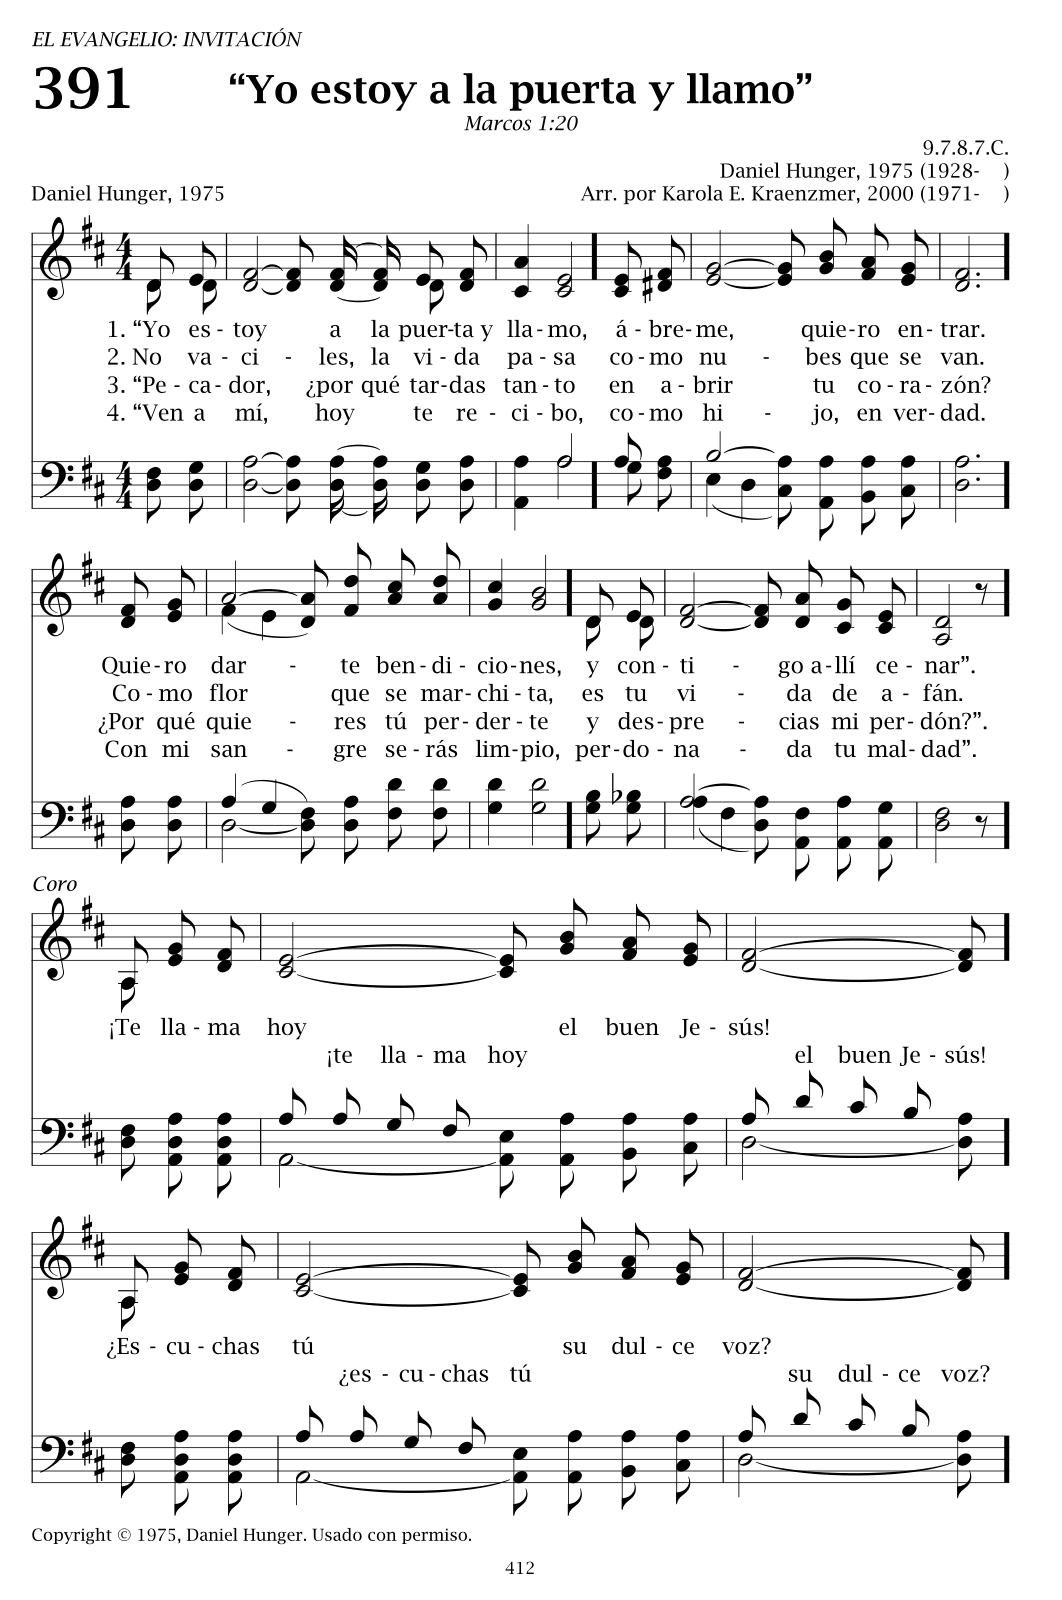 EL EVANGELIO: INVITACIÓN
391 “Yo estoy a la puerta y llamo”
Marcos 1:20
9.7.8.7.C.
Daniel Hunger, 1975 (1928- )
Daniel Hunger, 1975 Arr. por Karola E. Kraenzmer, 2000 (1971- )
1. “Yo es - toy a la puer-ta y lla - mo, á - bre- me, quie - ro en - trar.
2. No va - ci - les, la vi - da pa - sa co - mo nu - bes que se van.
3. “Pe - ca - dor, ¿por qué tar-das tan - to en a - brir tu co - ra - zón?
4. “Ven a mí, hoy te re - ci - bo, co - mo hi - jo, en ver- dad.
Quie - ro dar - te ben - di - cio - nes, y con - ti - go a - llí ce - nar”.
Co - mo flor que se mar- chi - ta, es tu vi - da de a - fán.
¿Por qué quie - res tú per - der - te y des - pre - cias mi per - dón?”.
Con mi san - gre se - rás lim - pio, per - do - na - da tu mal - dad”.
Coro
¡Te lla - ma hoy el buen Je - sús!
¡te lla - ma hoy el buen Je - sús!
¿Es - cu - chas tú su dul - ce voz?
¿es - cu - chas tú su dul - ce voz?
Copyright © 1975, Daniel Hunger. Usado con permiso.
412